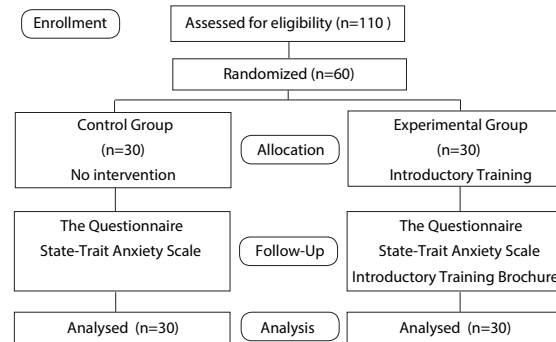 Enrollment
Assessed for eligibility (n=110 )
Randomized (n=60)
Control Group
(n=30)
No intervention
Allocation
Experimental Group
(n=30)
Introductory Training
The Questionnaire
State-Trait Anxiety Scale
Follow-Up
The Questionnaire
State-Trait Anxiety Scale
Introductory Training Brochure
Analysed (n=30)
Analysis
Analysed (n=30)